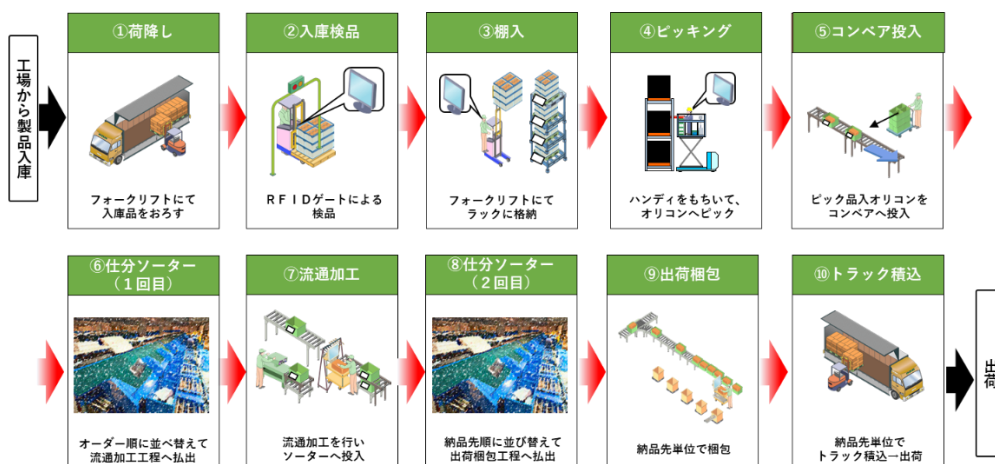 工場から製品入庫
①荷降し
フォークリフトにて
入庫品をおろす
②入庫検品
ＲＦＩＤゲートによる
検品
③棚入
フォークリフトにて
ラックに格納
④ピッキング
ハンディをもちいて、
オリコンへピック
⑤コンベア投入
ピック品入オリコンを
コンベアへ投入
⑥仕分ソーター
（１回目）
オーダー順に並べ替えて
流通加工工程へ払出
⑦流通加工
流通加工を行い
ソーターへ投入
⑧仕分ソーター
（２回目）
納品先順に並び替えて
出荷梱包工程へ払出
⑨出荷梱包
納品先単位で梱包
⑩トラック積込
納品先単位で
トラック積込→出荷
出荷